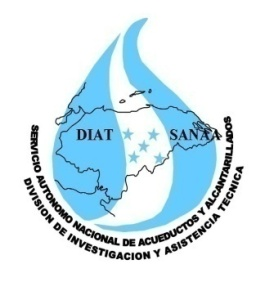 DIAT SANAA
SERVICIO AUTONOMO NACIONAL DE ACUEDUCTOS Y ALCANTARILLADOS
DIVISION DE INVESTIGACION Y ASISTENCIA TECNICA